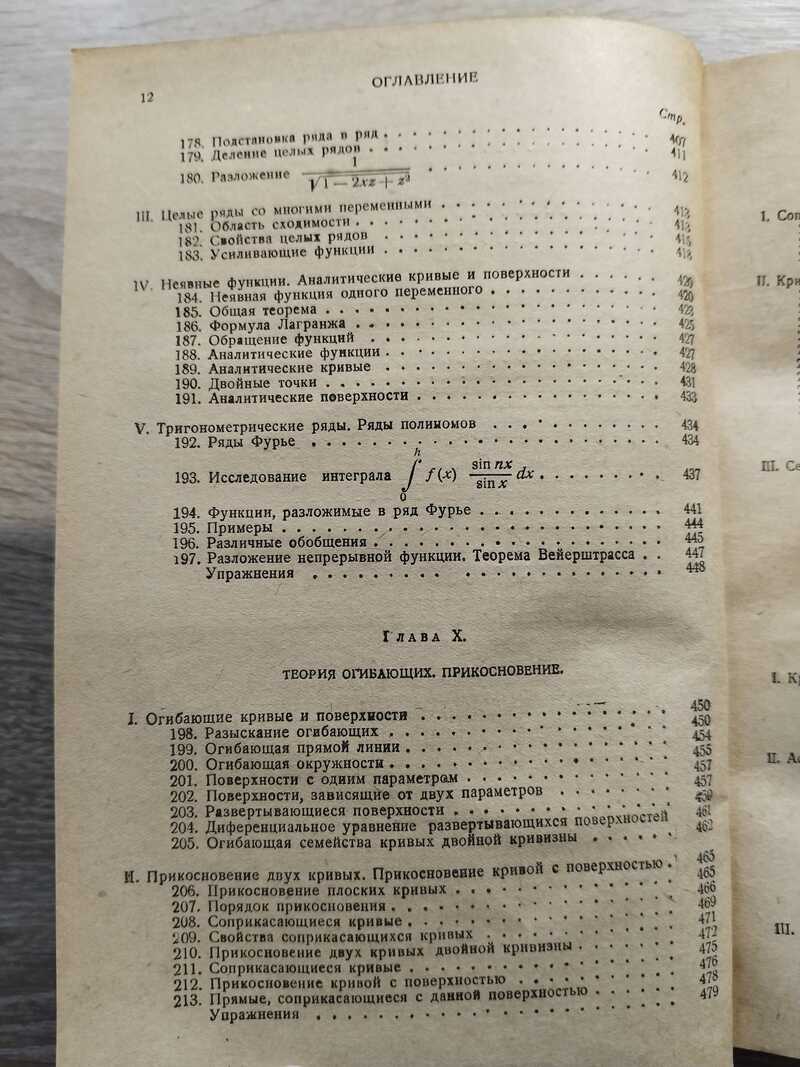 12
ОГЛАВЛЕНИЕ
Стр.
178. Подстановка ряда в ряд . . . 407
179. Деление целых рядов . . . 411
180. Разложение 1/√(1 — 2xz + z²) . . . 412
III. Целые ряды со многими переменными . . .
181. Область сходимости . . .
182. Свойства целых рядов . . .
183. Усиливающие функции . . .
IV. Неявные функции. Аналитические кривые и поверхности . . . 420
184. Неявная функция одного переменного . . . 420
185. Общая теорема . . . 423
186. Формула Лагранжа . . . 425
187. Обращение функций . . . 427
188. Аналитические функции . . . 427
189. Аналитические кривые . . . 428
190. Двойные точки . . . 431
191. Аналитические поверхности . . . 433
V. Тригонометрические ряды. Ряды полиномов . . . 434
192. Ряды Фурье . . . 434
193. Исследование интеграла ∫₀ʰ f(x) sin nx / sin x dx . . . 437
194. Функции, разложимые в ряд Фурье . . . 441
195. Примеры . . . 444
196. Различные обобщения . . . 445
197. Разложение непрерывной функции. Теорема Вейерштрасса . . 447
Упражнения . . . 448
Глава X.
ТЕОРИЯ ОГИБАЮЩИХ. ПРИКОСНОВЕНИЕ.
I. Огибающие кривые и поверхности . . . 450
198. Разыскание огибающих . . . 450
199. Огибающая прямой линии . . . 454
200. Огибающая окружности . . . 455
201. Поверхности с одним параметром . . . 457
202. Поверхности, зависящие от двух параметров . . . 457
203. Развертывающиеся поверхности . . . 459
204. Диференциальное уравнение развертывающихся поверхностей 461
205. Огибающая семейства кривых двойной кривизны . . . 462
II. Прикосновение двух кривых. Прикосновение кривой с поверхностью . 465
206. Прикосновение плоских кривых . . . 465
207. Порядок прикосновения . . . 466
208. Соприкасающиеся кривые . . . 469
209. Свойства соприкасающихся кривых . . . 471
210. Прикосновение двух кривых двойной кривизны . . . 472
211. Соприкасающиеся кривые . . . 475
212. Прикосновение кривой с поверхностью . . . 476
213. Прямые, соприкасающиеся с данной поверхностью . . . 478
Упражнения . . . 479
I.
II.
III.
I.
II.
III.